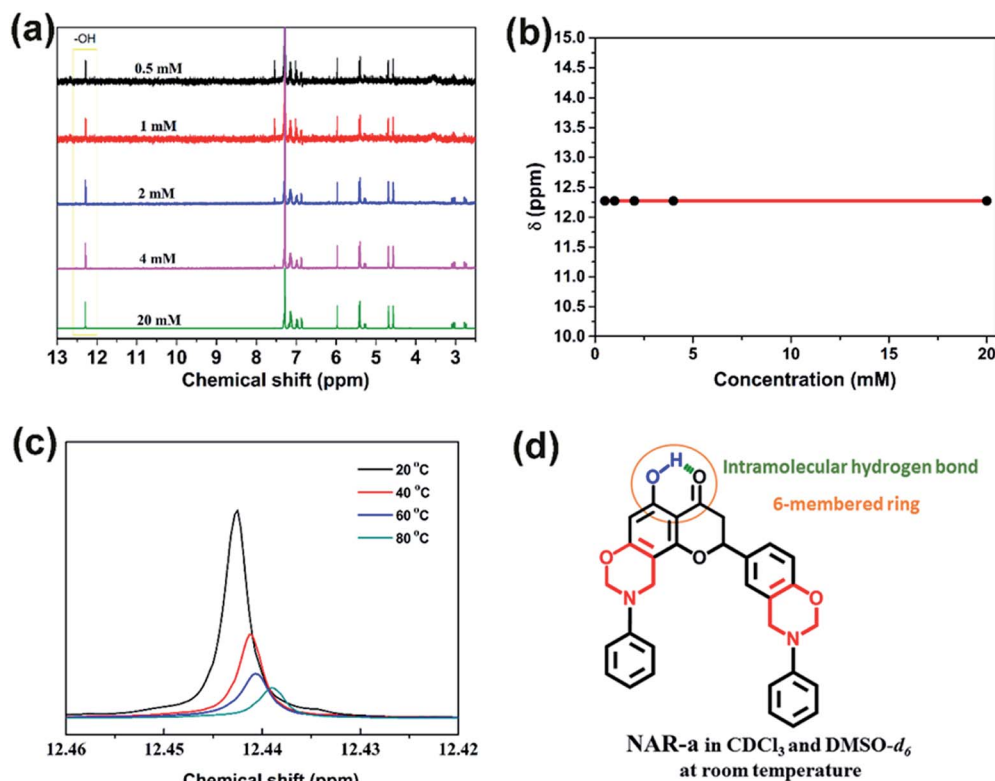 (a)
-OH
0.5 mM
1 mM
2 mM
4 mM
20 mM
13 12 11 10 9 8 7 6 5 4 3
Chemical shift (ppm)
(b)
15.0
14.5
14.0
13.5
13.0
12.5
12.0
11.5
11.0
10.5
10.0
δ (ppm)
0 5 10 15 20
Concentration (mM)
(c)
20 °C
40 °C
60 °C
80 °C
12.46 12.45 12.44 12.43 12.42
Chemical shift (ppm)
(d)
H
O O
Intramolecular hydrogen bond
6-membered ring
O
O
N
O
N
NAR-a in CDCl₃ and DMSO-d₆
at room temperature